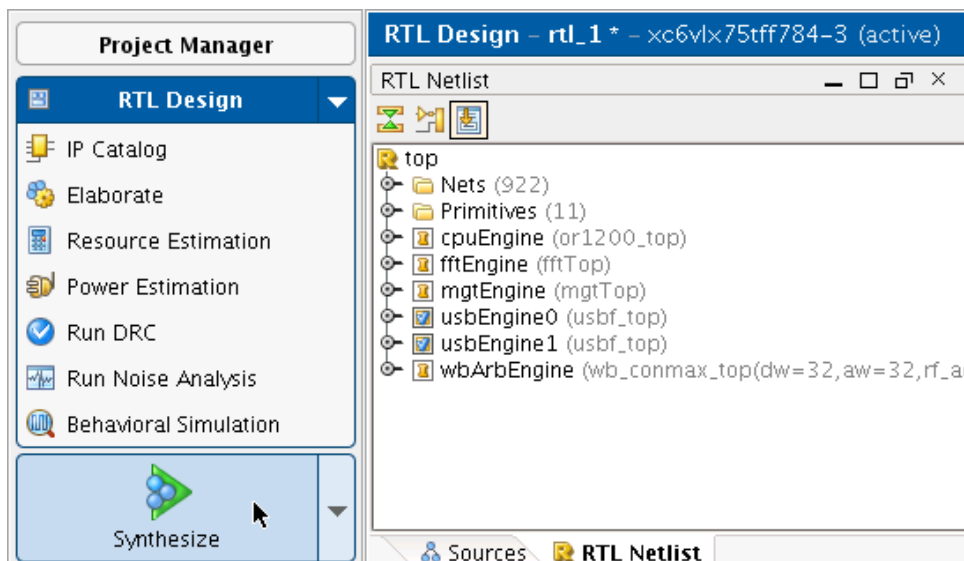 Project Manager
RTL Design
IP Catalog
Elaborate
Resource Estimation
Power Estimation
Run DRC
Run Noise Analysis
Behavioral Simulation
Synthesize
RTL Design – rtl_1 * – xc6vlx75tff784–3 (active)
RTL Netlist
top
Nets (922)
Primitives (11)
cpuEngine (or1200_top)
fftEngine (fftTop)
mgtEngine (mgtTop)
usbEngine0 (usbf_top)
usbEngine1 (usbf_top)
wbArbEngine (wb_conmax_top(dw=32,aw=32,rf_a
Sources RTL Netlist